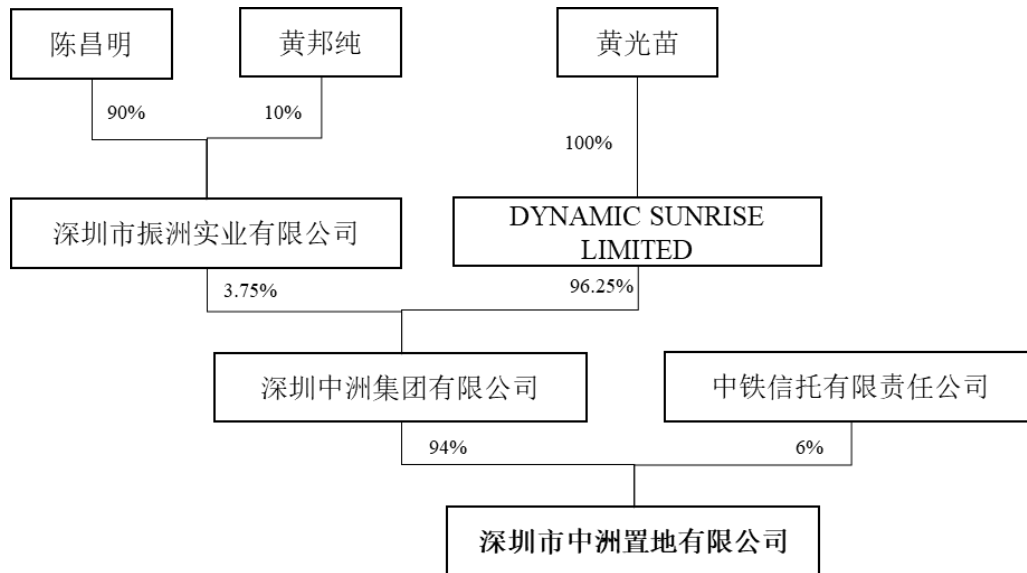 陈昌明
黄邦纯
黄光苗
90%
10%
100%
深圳市振洲实业有限公司
DYNAMIC SUNRISE
LIMITED
3.75%
96.25%
深圳中洲集团有限公司
中铁信托有限责任公司
94%
6%
深圳市中洲置地有限公司